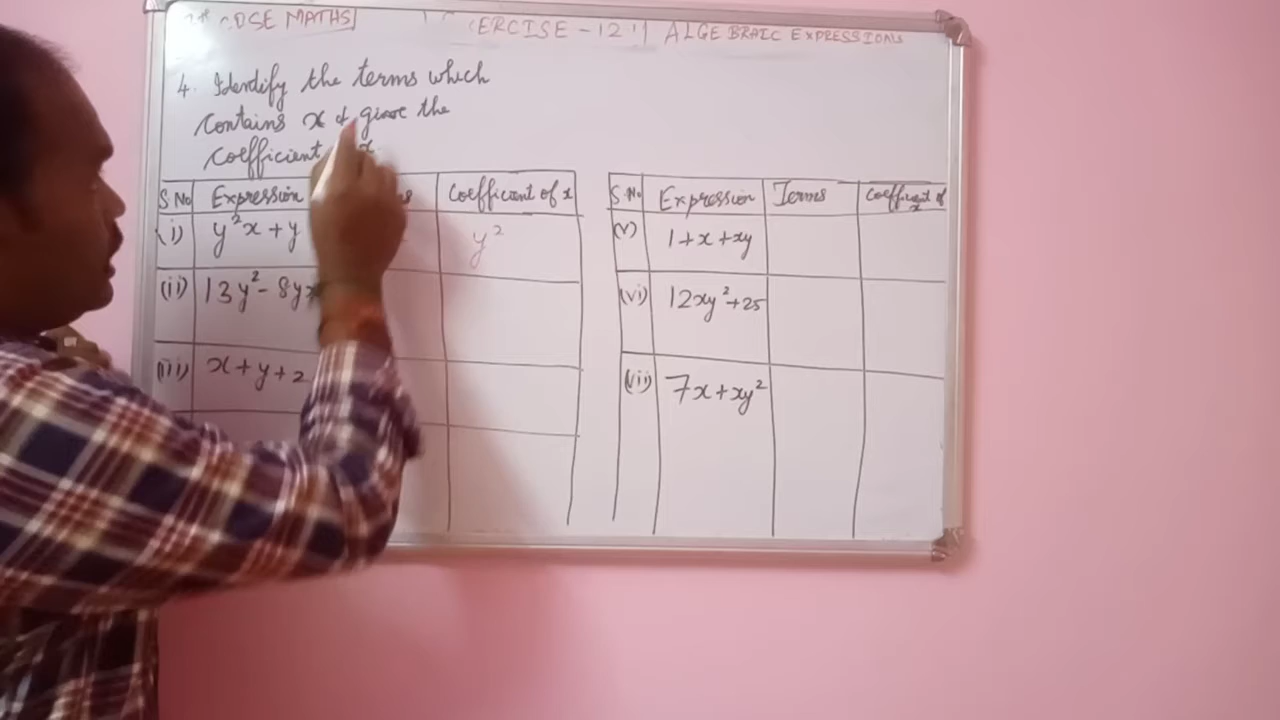 CBSE MATHS
EXERCISE - 12.1 ALGEBRAIC EXPRESSIONS
4. Identify the terms which
contains x & give the
coefficient x
S No Expression Coefficient of x
(i) y²x + y y²
(ii) 13y² - 8yx
(iii) x + y + 2
S. No Expression Terms Coefficient of x
(v) 1 + x + xy
(vi) 12xy² + 25
(vii) 7x + xy²